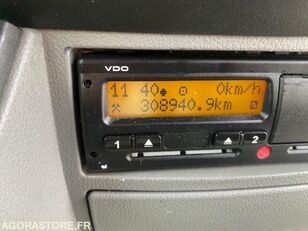 VDO
11 40 0km/h
308940.9km
1 2
AGORASTORE.FR